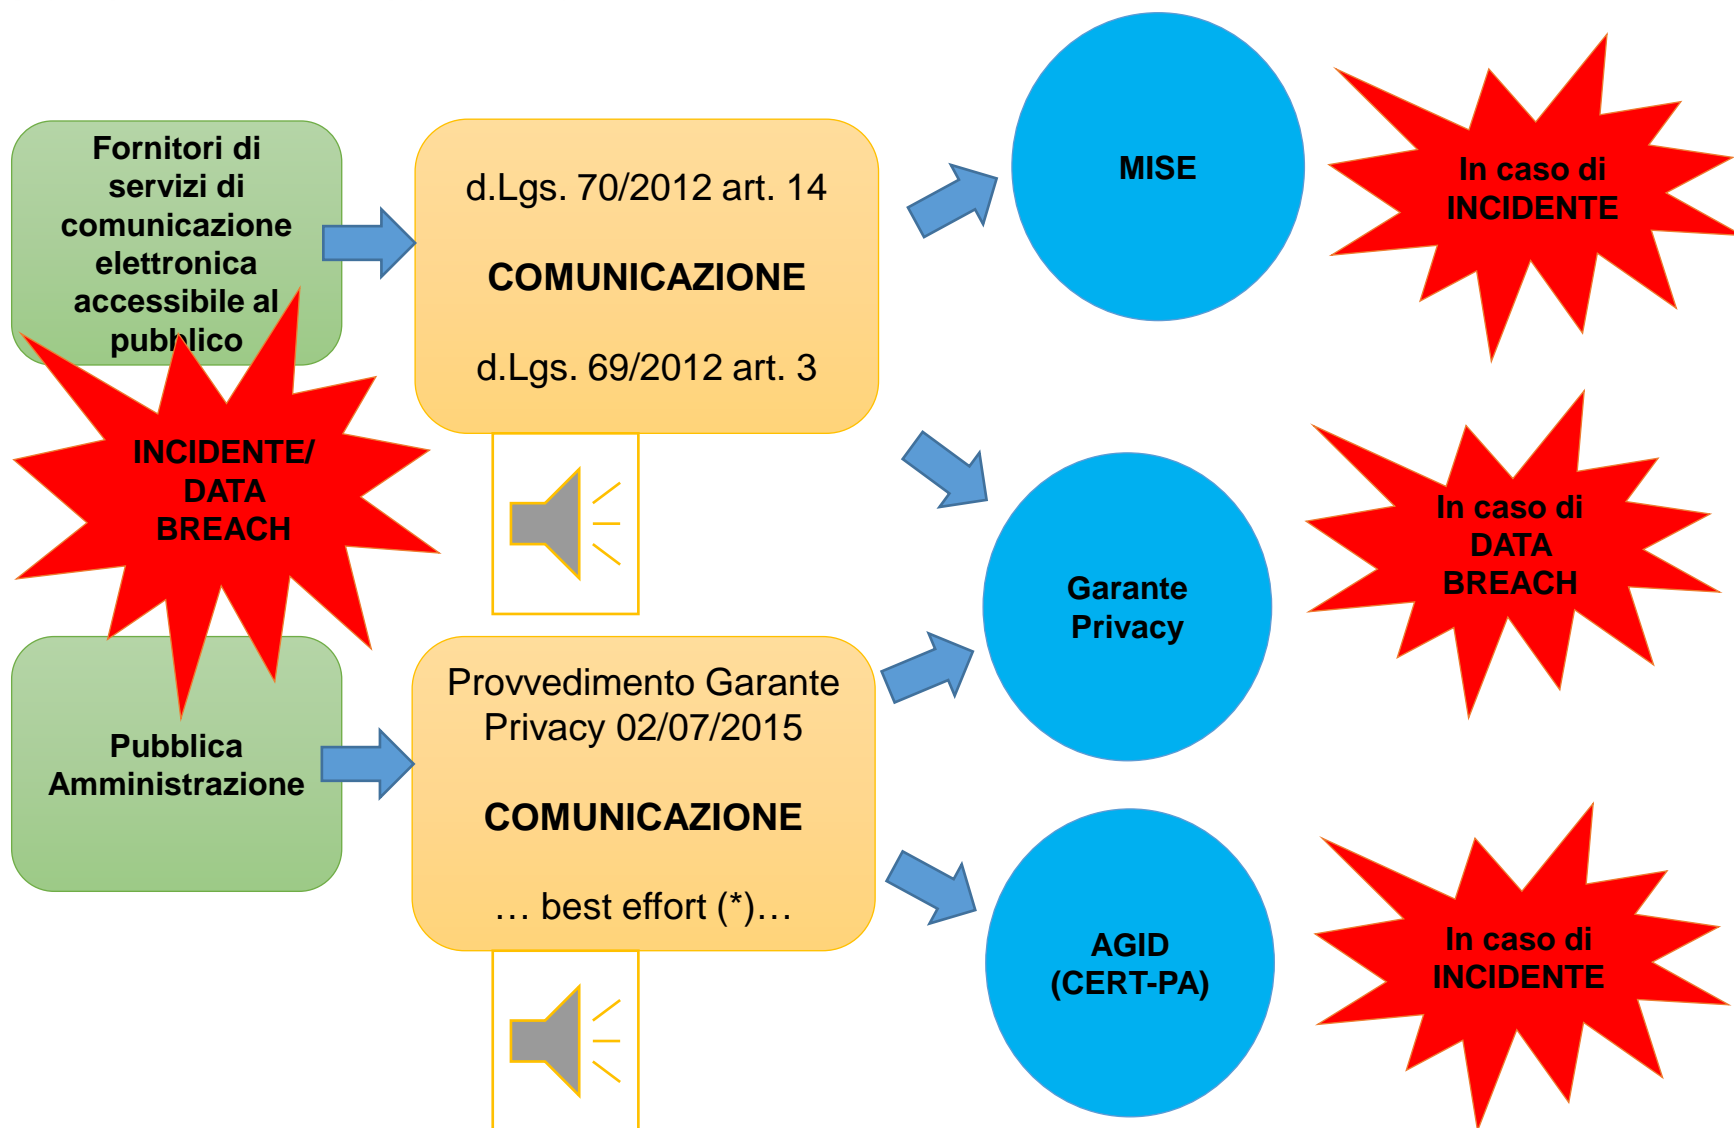 Fornitori di
servizi di
comunicazione
elettronica
accessibile al
pubblico
d.Lgs. 70/2012 art. 14
COMUNICAZIONE
d.Lgs. 69/2012 art. 3
MISE
In caso di
INCIDENTE
INCIDENTE/
DATA
BREACH
Garante
Privacy
In caso di
DATA
BREACH
Pubblica
Amministrazione
Provvedimento Garante
Privacy 02/07/2015
COMUNICAZIONE
… best effort (*)…
AGID
(CERT-PA)
In caso di
INCIDENTE